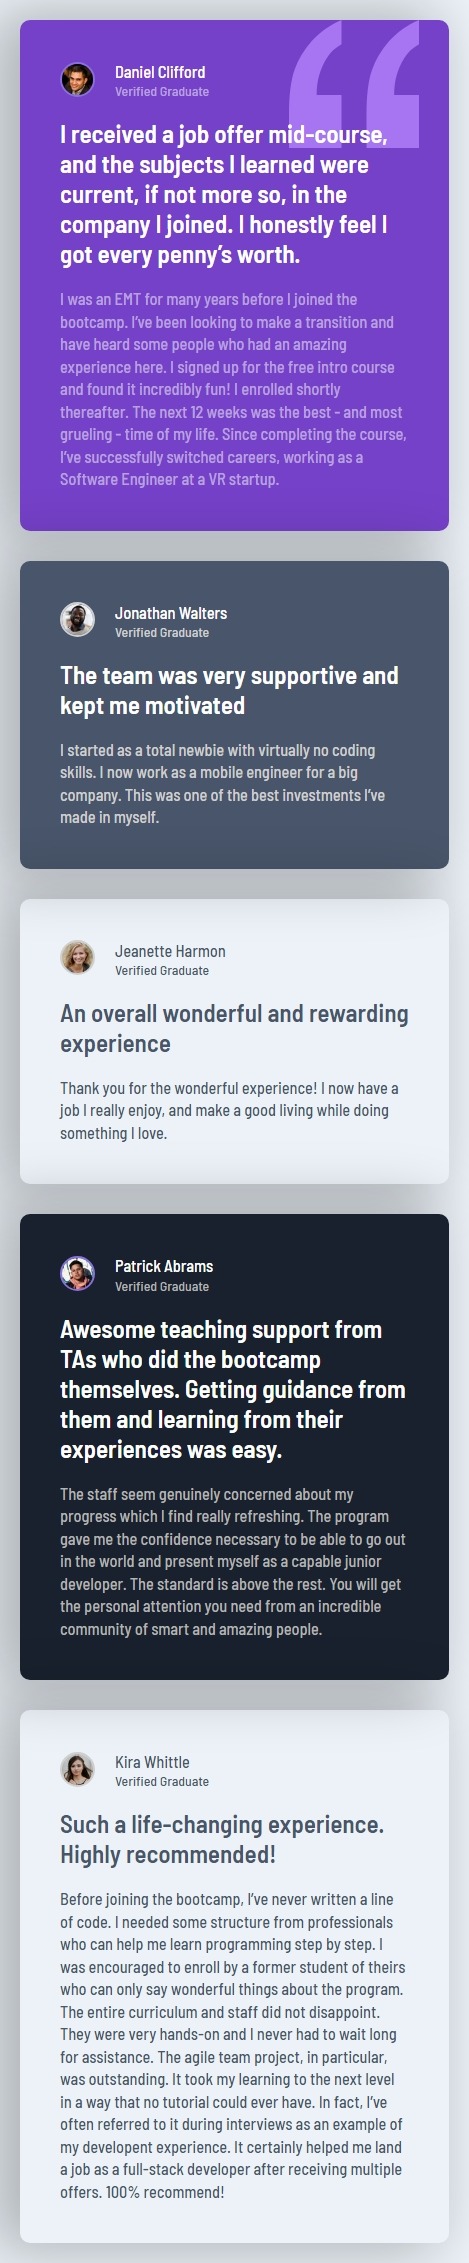 Daniel Clifford
Verified Graduate
I received a job offer mid-course,
and the subjects I learned were
current, if not more so, in the
company I joined. I honestly feel I
got every penny’s worth.
I was an EMT for many years before I joined the
bootcamp. I’ve been looking to make a transition and
have heard some people who had an amazing
experience here. I signed up for the free intro course
and found it incredibly fun! I enrolled shortly
thereafter. The next 12 weeks was the best - and most
grueling - time of my life. Since completing the course,
I’ve successfully switched careers, working as a
Software Engineer at a VR startup.
Jonathan Walters
Verified Graduate
The team was very supportive and
kept me motivated
I started as a total newbie with virtually no coding
skills. I now work as a mobile engineer for a big
company. This was one of the best investments I’ve
made in myself.
Jeanette Harmon
Verified Graduate
An overall wonderful and rewarding
experience
Thank you for the wonderful experience! I now have a
job I really enjoy, and make a good living while doing
something I love.
Patrick Abrams
Verified Graduate
Awesome teaching support from
TAs who did the bootcamp
themselves. Getting guidance from
them and learning from their
experiences was easy.
The staff seem genuinely concerned about my
progress which I find really refreshing. The program
gave me the confidence necessary to be able to go out
in the world and present myself as a capable junior
developer. The standard is above the rest. You will get
the personal attention you need from an incredible
community of smart and amazing people.
Kira Whittle
Verified Graduate
Such a life-changing experience.
Highly recommended!
Before joining the bootcamp, I’ve never written a line
of code. I needed some structure from professionals
who can help me learn programming step by step. I
was encouraged to enroll by a former student of theirs
who can only say wonderful things about the program.
The entire curriculum and staff did not disappoint.
They were very hands-on and I never had to wait long
for assistance. The agile team project, in particular,
was outstanding. It took my learning to the next level
in a way that no tutorial could ever have. In fact, I’ve
often referred to it during interviews as an example of
my developent experience. It certainly helped me land
a job as a full-stack developer after receiving multiple
offers. 100% recommend!